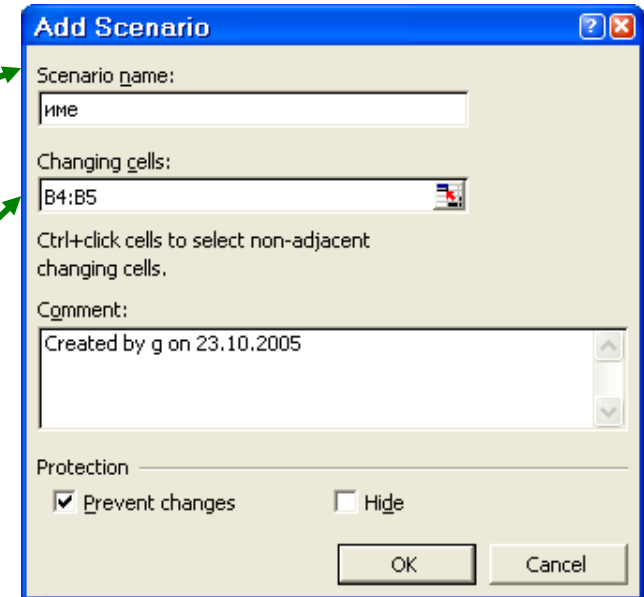 Add Scenario
Scenario name:
име
Changing cells:
B4:B5
Ctrl+click cells to select non-adjacent
changing cells.
Comment:
Created by g on 23.10.2005
Protection
Prevent changes
Hide
OK
Cancel